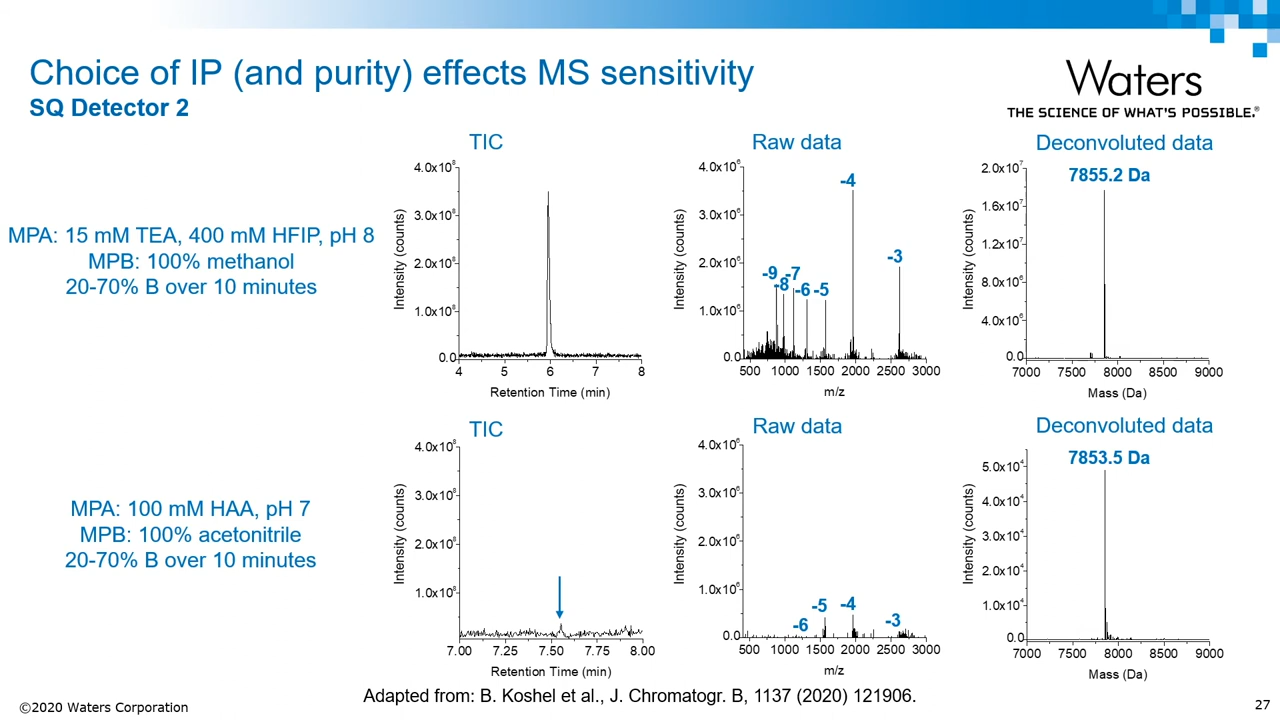 Choice of IP (and purity) effects MS sensitivity
SQ Detector 2
Waters
THE SCIENCE OF WHAT'S POSSIBLE.®
MPA: 15 mM TEA, 400 mM HFIP, pH 8
MPB: 100% methanol
20-70% B over 10 minutes
TIC
Intensity (counts)
4.0x10⁸
3.0x10⁸
2.0x10⁸
1.0x10⁸
0.0
4 5 6 7 8
Retention Time (min)
Raw data
Intensity (counts)
4.0x10⁶
3.0x10⁶
2.0x10⁶
1.0x10⁶
0.0
-9 -8 -7 -6 -5 -4 -3
500 1000 1500 2000 2500 3000
m/z
Deconvoluted data
7855.2 Da
Intensity (counts)
2.0x10⁷
1.6x10⁷
1.2x10⁷
8.0x10⁶
4.0x10⁶
0.0
7000 7500 8000 8500 9000
Mass (Da)
MPA: 100 mM HAA, pH 7
MPB: 100% acetonitrile
20-70% B over 10 minutes
TIC
Intensity (counts)
4.0x10⁸
3.0x10⁸
2.0x10⁸
1.0x10⁸
7.00 7.25 7.50 7.75 8.00
Retention Time (min)
Raw data
Intensity (counts)
4.0x10⁶
3.0x10⁶
2.0x10⁶
1.0x10⁶
0.0
-6 -5 -4 -3
500 1000 1500 2000 2500 3000
m/z
Deconvoluted data
7853.5 Da
Intensity (counts)
5.0x10⁴
4.0x10⁴
3.0x10⁴
2.0x10⁴
1.0x10⁴
0.0
7000 7500 8000 8500 9000
Mass (Da)
Adapted from: B. Koshel et al., J. Chromatogr. B, 1137 (2020) 121906.
©2020 Waters Corporation
27